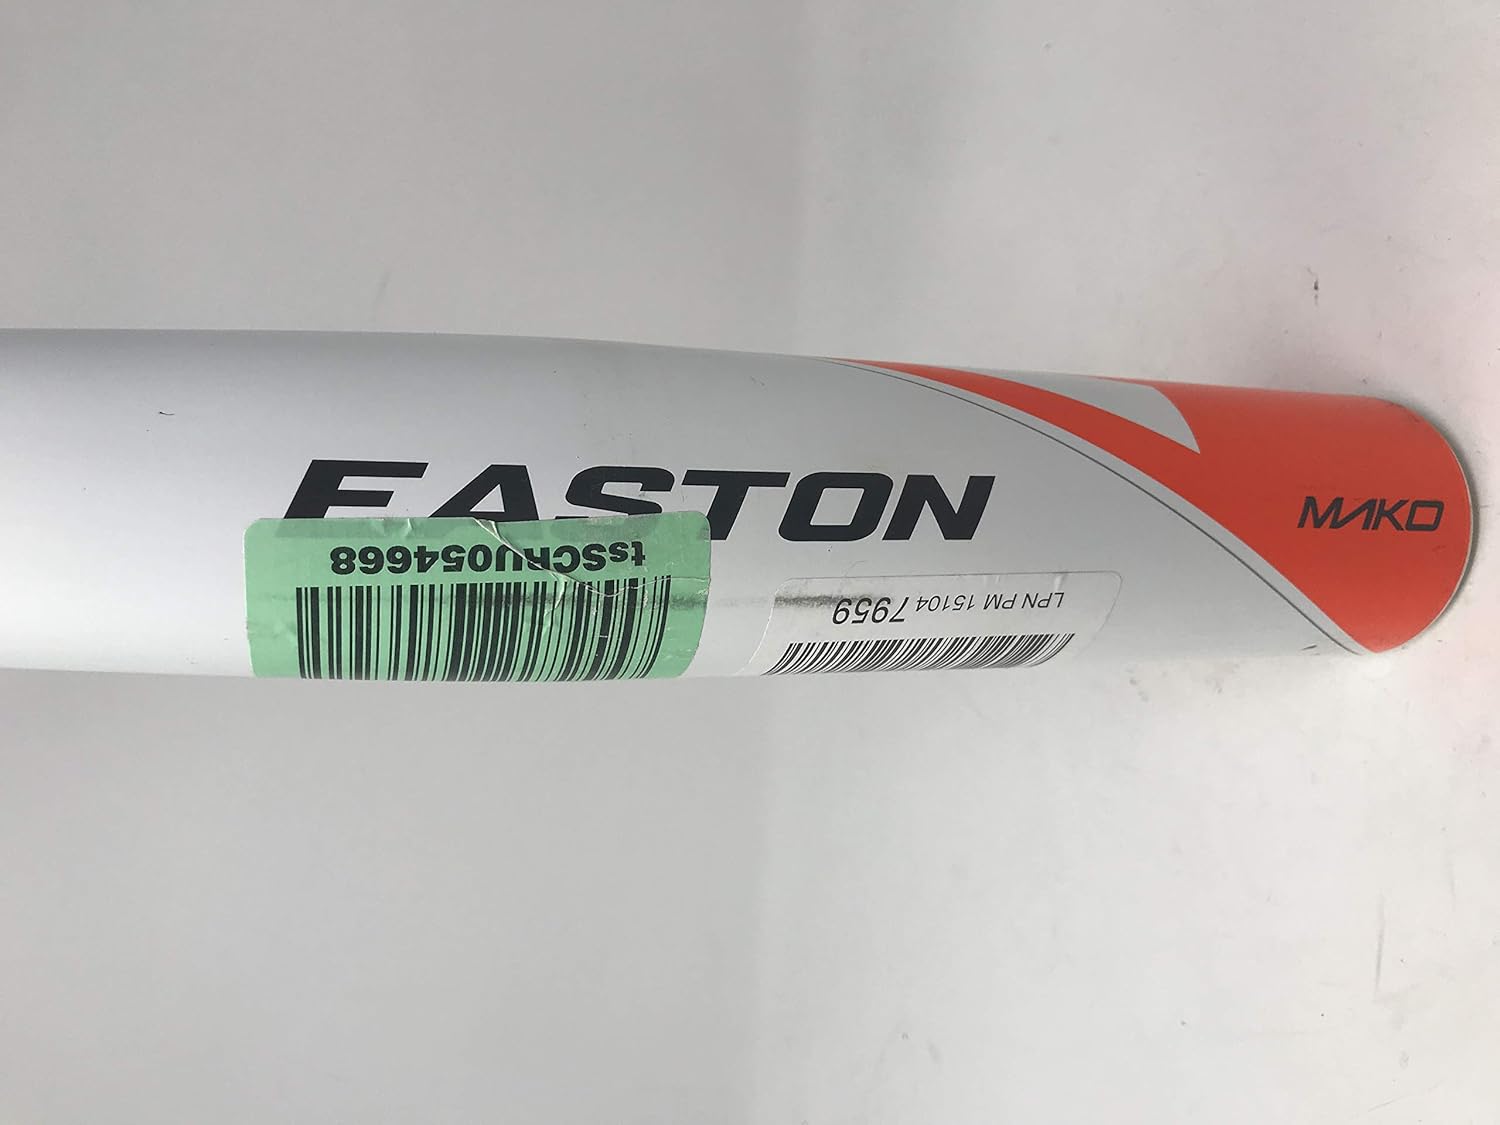 EASTON
MAKO
tsSCRU054668
LPN PM 15104 7959